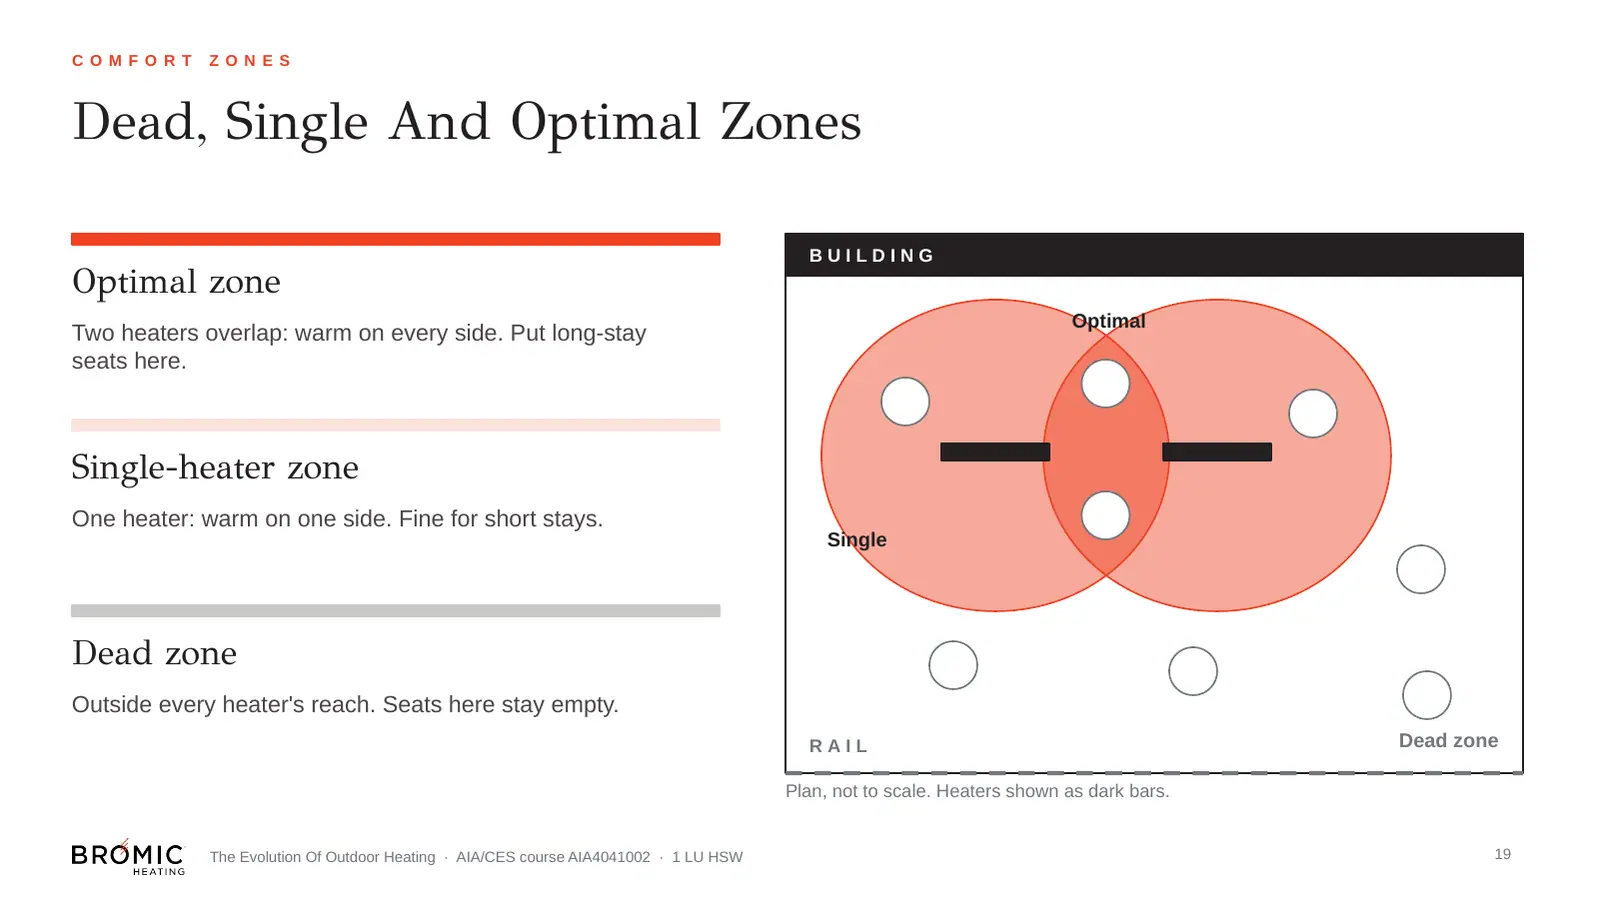 COMFORT ZONES
Dead, Single And Optimal Zones
Optimal zone
Two heaters overlap: warm on every side. Put long-stay
seats here.
Single-heater zone
One heater: warm on one side. Fine for short stays.
Dead zone
Outside every heater's reach. Seats here stay empty.
BUILDING
Optimal
Single
RAIL
Dead zone
Plan, not to scale. Heaters shown as dark bars.
BROMIC
HEATING
The Evolution Of Outdoor Heating · AIA/CES course AIA4041002 · 1 LU HSW
19